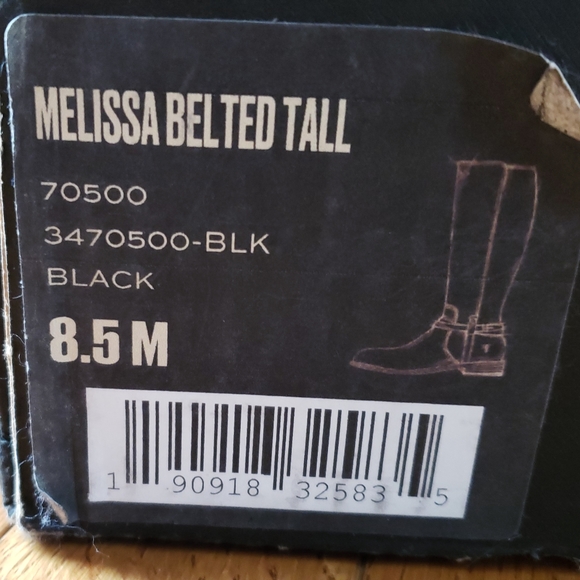 MELISSA BELTED TALL
70500
3470500-BLK
BLACK
8.5 M
1 90918 32583 5